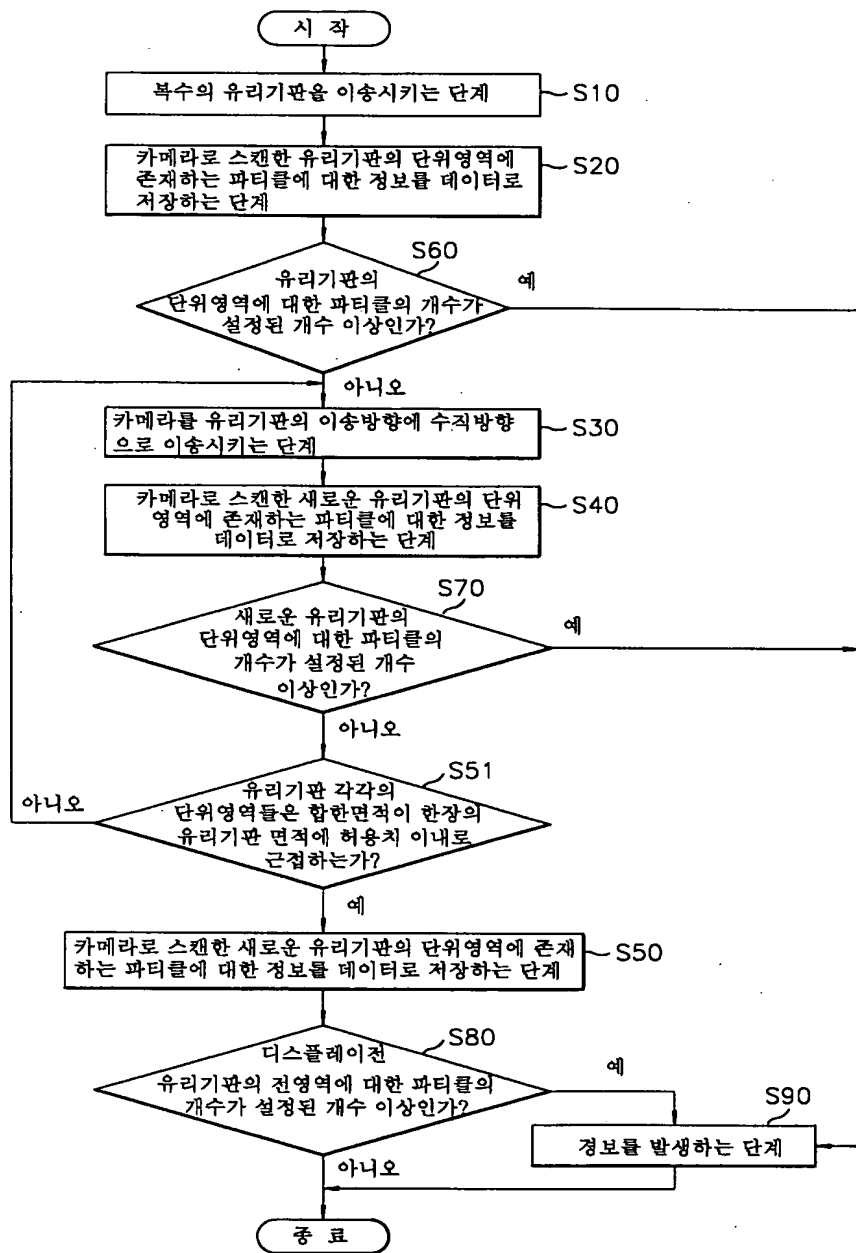 시 작
복수의 유리기판을 이송시키는 단계
S10
카메라로 스캔한 유리기판의 단위영역에
존재하는 파티클에 대한 정보를 데이터로
저장하는 단계
S20
S60
유리기판의
단위영역에 대한 파티클의 개수가
설정된 개수 이상인가?
예
아니오
카메라를 유리기판의 이송방향에 수직방향
으로 이송시키는 단계
S30
카메라로 스캔한 새로운 유리기판의 단위
영역에 존재하는 파티클에 대한 정보를
데이터로 저장하는 단계
S40
S70
새로운 유리기판의
단위영역에 대한 파티클의
개수가 설정된 개수
이상인가?
예
아니오
S51
유리기판 각각의
단위영역들은 합한면적이 한장의
유리기판 면적에 허용치 이내로
근접하는가?
아니오
예
카메라로 스캔한 새로운 유리기판의 단위영역에 존재
하는 파티클에 대한 정보를 데이터로 저장하는 단계
S50
S80
디스플레이전
유리기판의 전영역에 대한 파티클의
개수가 설정된 개수 이상인가?
예
S90
경보를 발생하는 단계
아니오
종 료